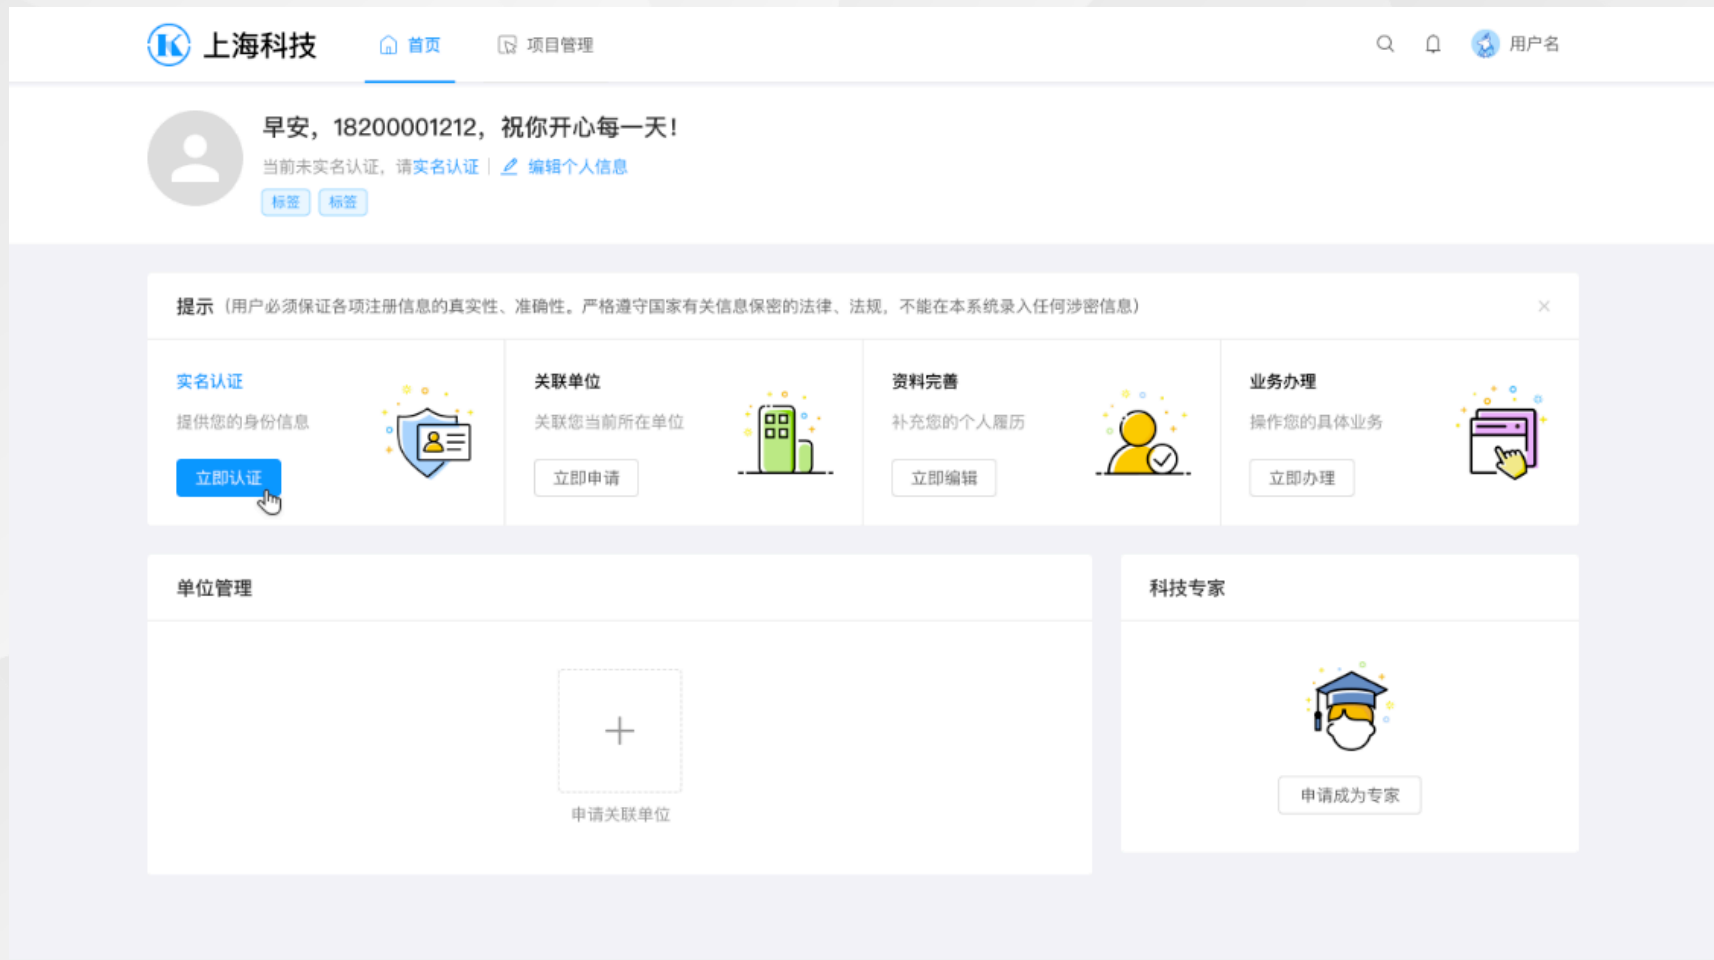 上海科技
首页
项目管理
用户名
早安，18200001212，祝你开心每一天！
当前未实名认证，请实名认证
编辑个人信息
标签
标签
提示（用户必须保证各项注册信息的真实性、准确性。严格遵守国家有关信息保密的法律、法规，不能在本系统录入任何涉密信息）
实名认证
提供您的身份信息
立即认证
关联单位
关联您当前所在单位
立即申请
资料完善
补充您的个人履历
立即编辑
业务办理
操作您的具体业务
立即办理
单位管理
申请关联单位
科技专家
申请成为专家